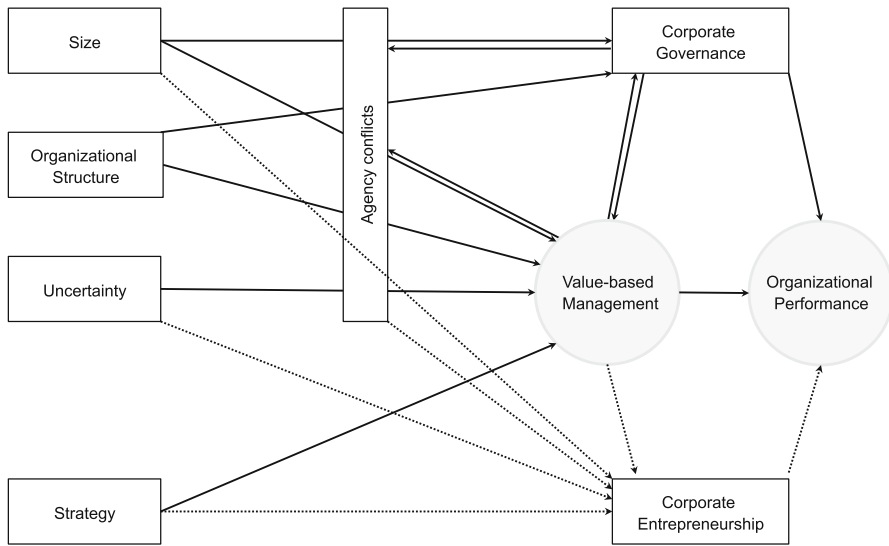 Size
Corporate
Governance
Agency conflicts
Organizational
Structure
Uncertainty
Value-based
Management
Organizational
Performance
Strategy
Corporate
Entrepreneurship